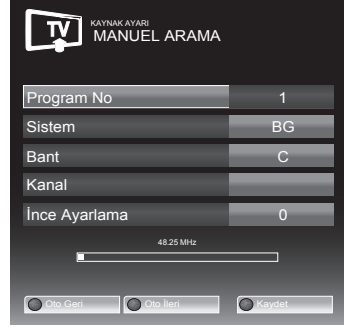 TV
KAYNAK AYARI
MANUEL ARAMA
Program No 1
Sistem BG
Bant C
Kanal
İnce Ayarlama 0
48.25 MHz
Oto Geri Oto İleri Kaydet